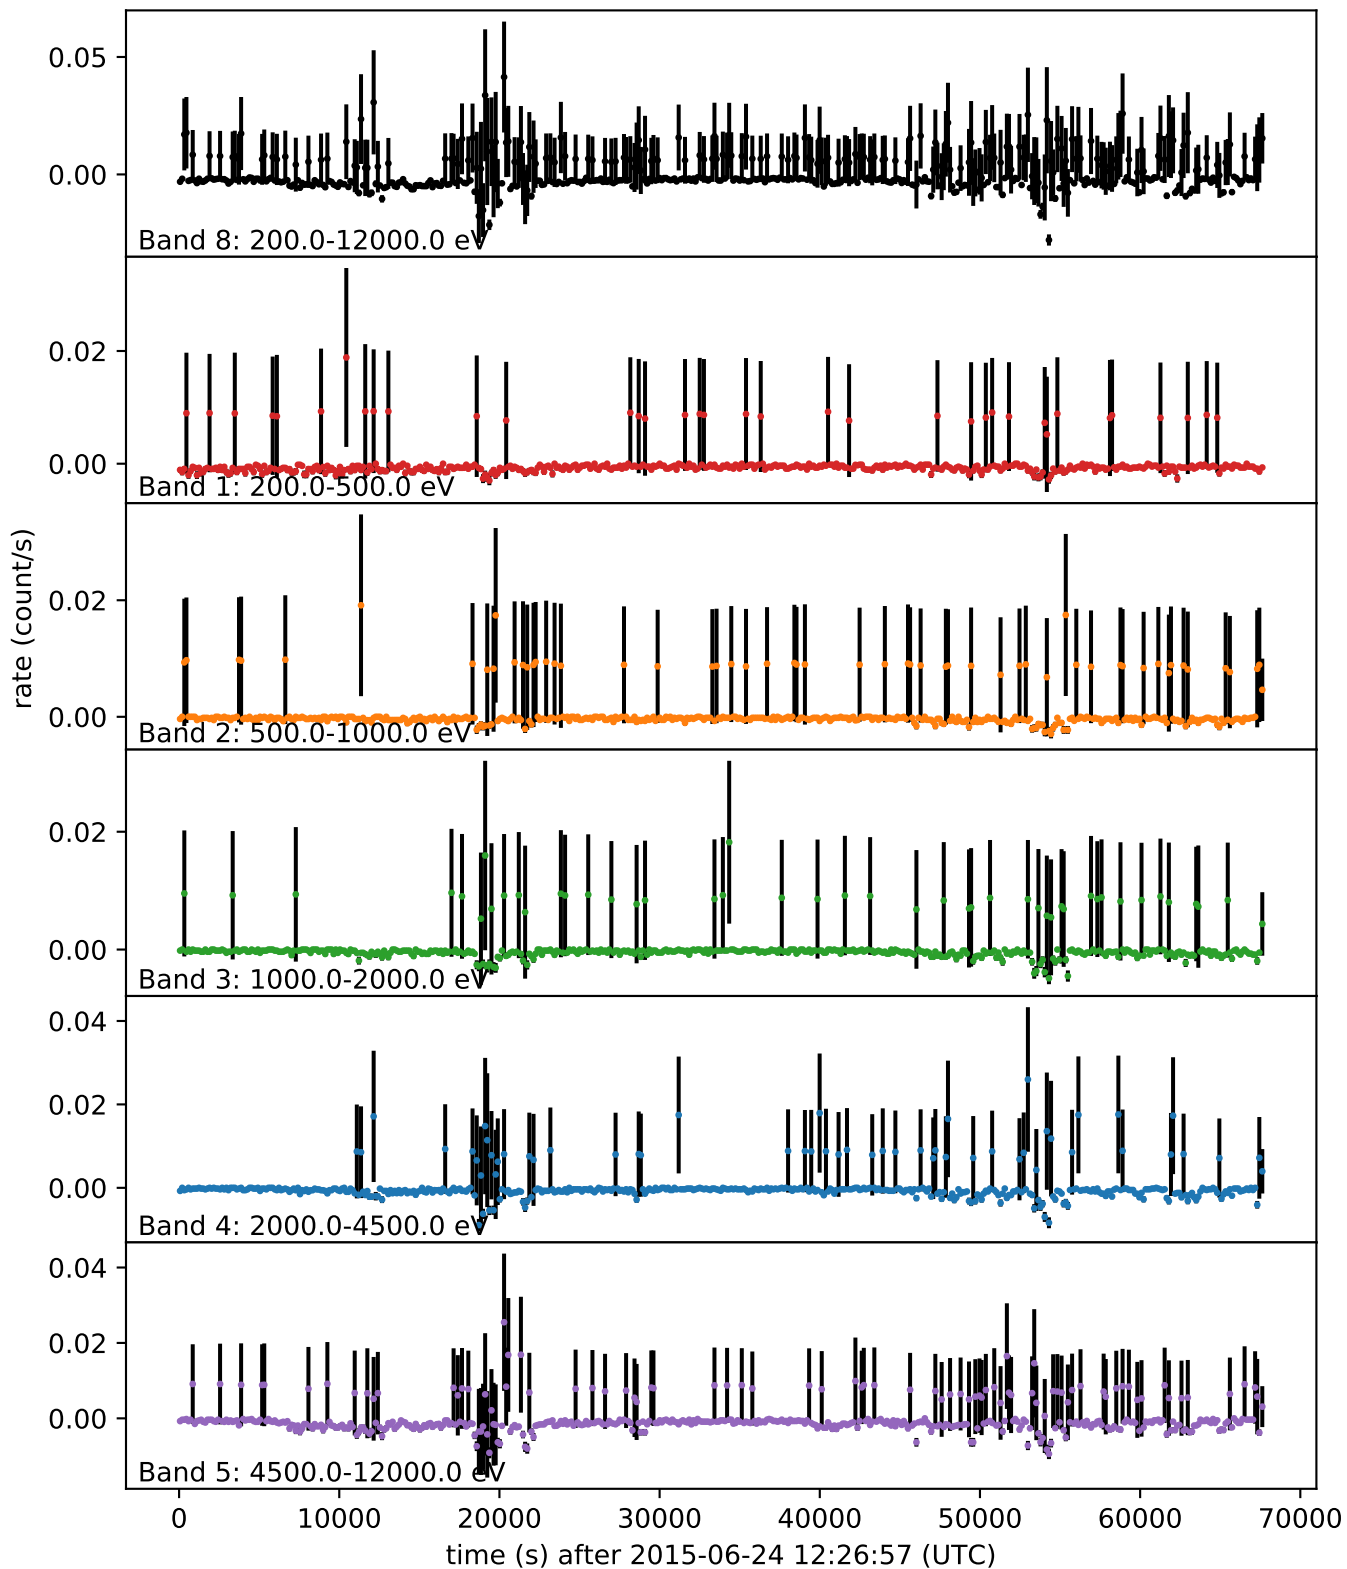 0.05
0.00
Band 8: 200.0-12000.0 eV
0.02
0.00
Band 1: 200.0-500.0 eV
0.02
0.00
Band 2: 500.0-1000.0 eV
rate (count/s)
0.02
0.00
Band 3: 1000.0-2000.0 eV
0.04
0.02
0.00
Band 4: 2000.0-4500.0 eV
0.04
0.02
0.00
Band 5: 4500.0-12000.0 eV
0 10000 20000 30000 40000 50000 60000 70000
time (s) after 2015-06-24 12:26:57 (UTC)